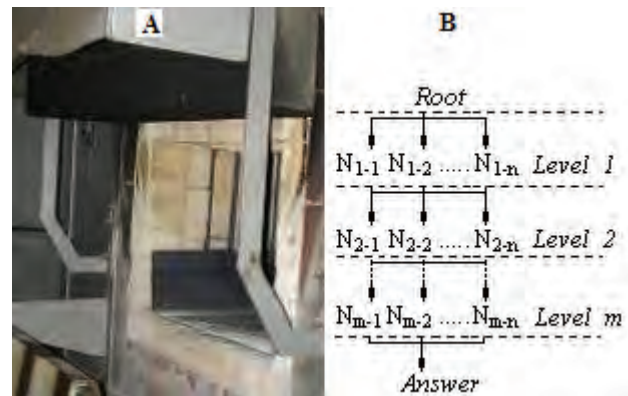 A B
Root
N1-1 N1-2 ..... N1-n Level 1
N2-1 N2-2 ..... N2-n Level 2
Nm-1 Nm-2 ..... Nm-n Level m
Answer